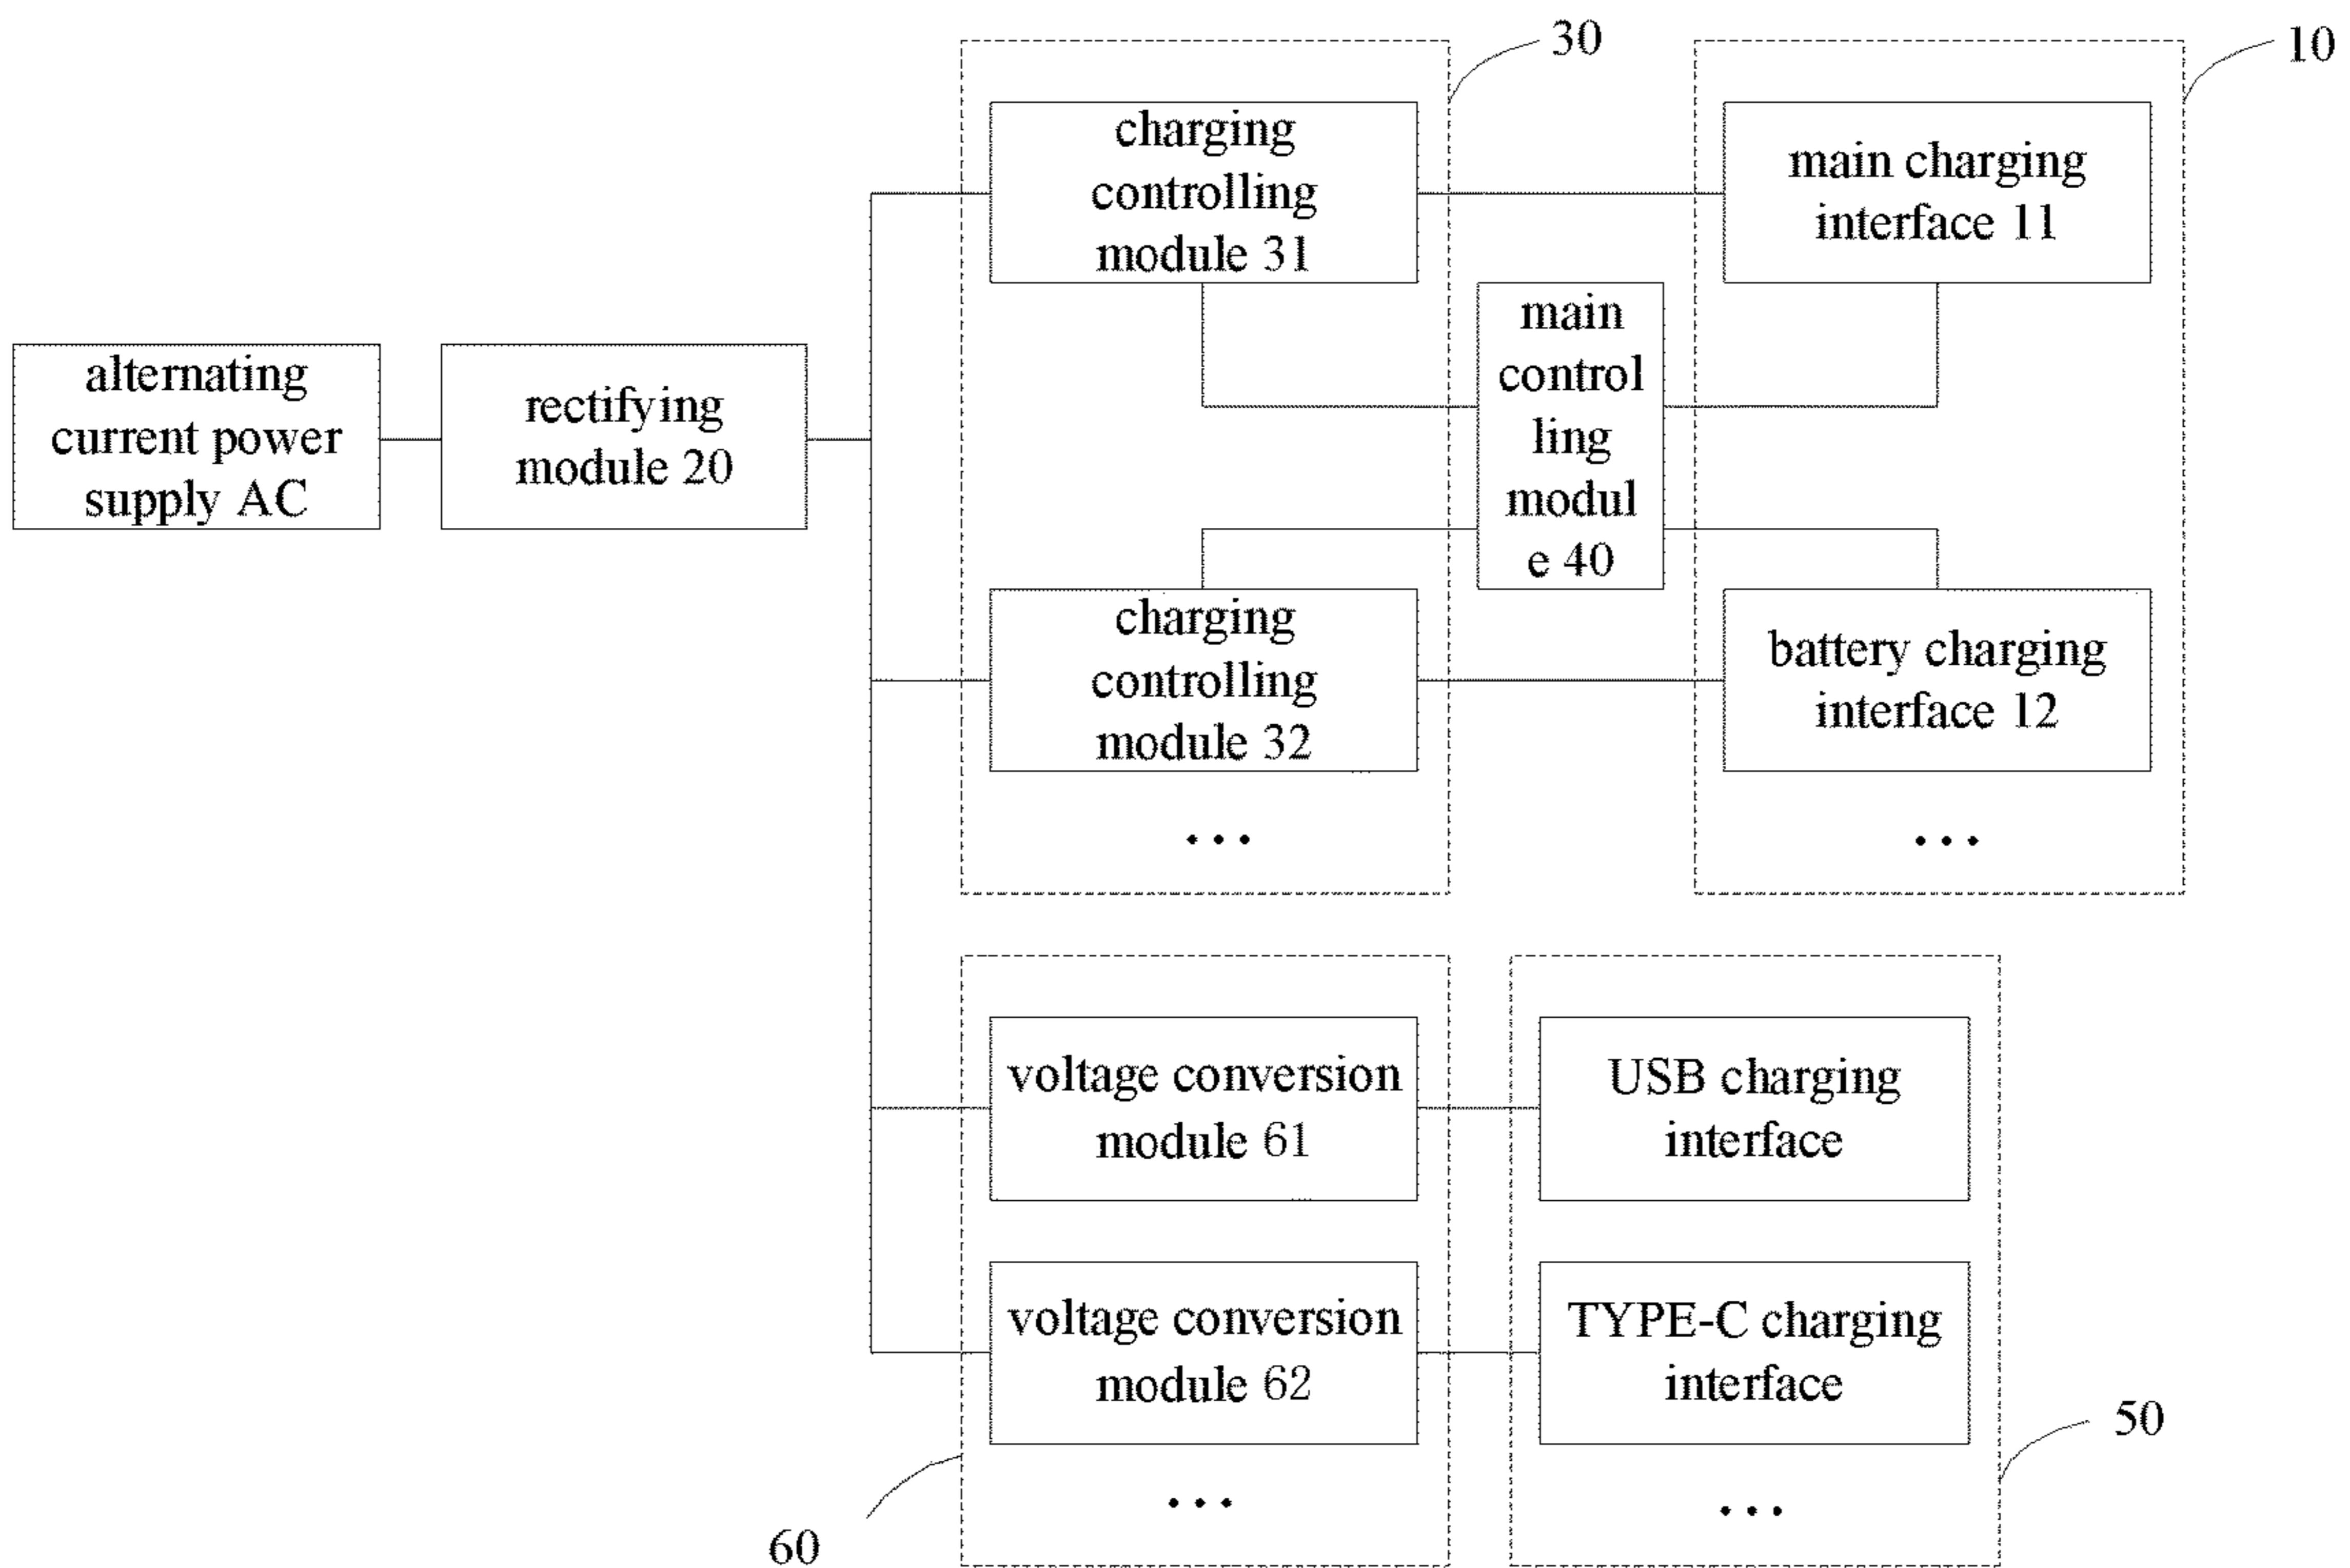 30
10
charging
controlling
module 31
main charging
interface 11
main
control
ling
modul
e 40
alternating
current power
supply AC
rectifying
module 20
charging
controlling
module 32
battery charging
interface 12
...
...
voltage conversion
module 61
USB charging
interface
voltage conversion
module 62
TYPE-C charging
interface
50
...
...
60